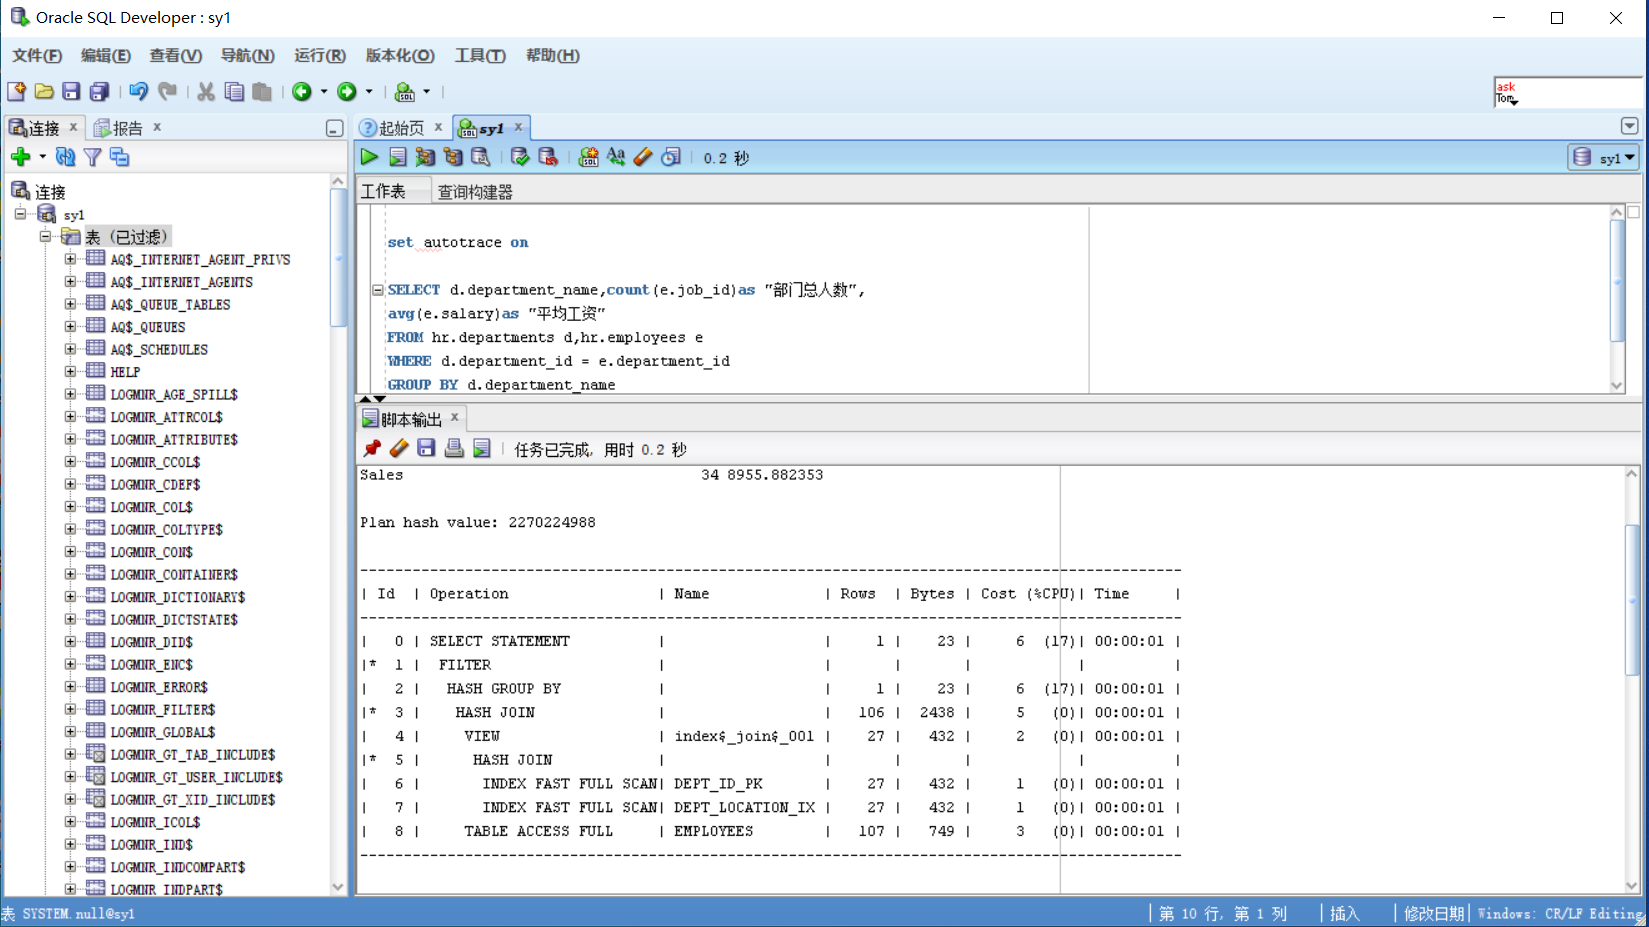 Oracle SQL Developer : sy1
文件(F) 编辑(E) 查看(V) 导航(N) 运行(R) 版本化(O) 工具(T) 帮助(H)
ask
Tom
连接 报告
起始页 sy1
0.2 秒
sy1
工作表 查询构建器
连接
sy1
表 (已过滤)
AQ$_INTERNET_AGENT_PRIVS
AQ$_INTERNET_AGENTS
AQ$_QUEUE_TABLES
AQ$_QUEUES
AQ$_SCHEDULES
HELP
LOGMNR_AGE_SPILL$
LOGMNR_ATTRCOL$
LOGMNR_ATTRIBUTE$
LOGMNR_CCOL$
LOGMNR_CDEF$
LOGMNR_COL$
LOGMNR_COLTYPE$
LOGMNR_CON$
LOGMNR_CONTAINER$
LOGMNR_DICTIONARY$
LOGMNR_DICTSTATE$
LOGMNR_DID$
LOGMNR_ENC$
LOGMNR_ERROR$
LOGMNR_FILTER$
LOGMNR_GLOBAL$
LOGMNR_GT_TAB_INCLUDE$
LOGMNR_GT_USER_INCLUDE$
LOGMNR_GT_XID_INCLUDE$
LOGMNR_ICOL$
LOGMNR_IND$
LOGMNR_INDCOMPART$
LOGMNR_INDPART$
set autotrace on
SELECT d.department_name,count(e.job_id)as "部门总人数",
avg(e.salary)as "平均工资"
FROM hr.departments d,hr.employees e
WHERE d.department_id = e.department_id
GROUP BY d.department_name
脚本输出
任务已完成, 用时 0.2 秒
Sales 34 8955.882353
Plan hash value: 2270224988
----------------------------------------------------------------------------------------------
| Id | Operation | Name | Rows | Bytes | Cost (%CPU)| Time |
----------------------------------------------------------------------------------------------
| 0 | SELECT STATEMENT | | 1 | 23 | 6 (17)| 00:00:01 |
|* 1 | FILTER | | | | | |
| 2 | HASH GROUP BY | | 1 | 23 | 6 (17)| 00:00:01 |
|* 3 | HASH JOIN | | 106 | 2438 | 5 (0)| 00:00:01 |
| 4 | VIEW | index$_join$_001 | 27 | 432 | 2 (0)| 00:00:01 |
|* 5 | HASH JOIN | | | | | |
| 6 | INDEX FAST FULL SCAN| DEPT_ID_PK | 27 | 432 | 1 (0)| 00:00:01 |
| 7 | INDEX FAST FULL SCAN| DEPT_LOCATION_IX | 27 | 432 | 1 (0)| 00:00:01 |
| 8 | TABLE ACCESS FULL | EMPLOYEES | 107 | 749 | 3 (0)| 00:00:01 |
----------------------------------------------------------------------------------------------
表 SYSTEM.null@sy1
第 10 行, 第 1 列 | 插入 | 修改日期 | Windows: CR/LF Editing